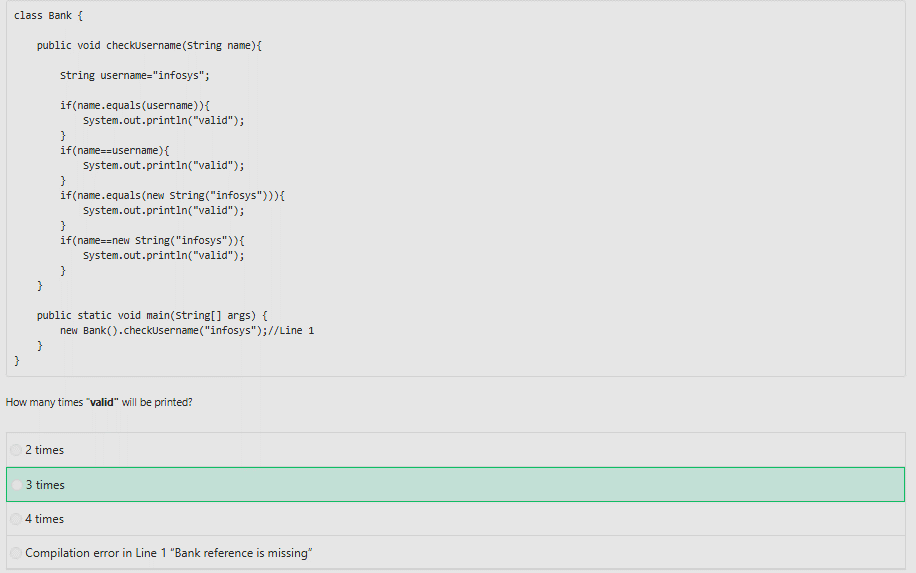 class Bank {
public void checkUsername(String name){
String username="infosys";
if(name.equals(username)){
System.out.println("valid");
}
if(name==username){
System.out.println("valid");
}
if(name.equals(new String("infosys"))){
System.out.println("valid");
}
if(name==new String("infosys")){
System.out.println("valid");
}
}
public static void main(String[] args) {
new Bank().checkUsername("infosys");//Line 1
}
}
How many times "valid" will be printed?
2 times
3 times
4 times
Compilation error in Line 1 “Bank reference is missing”